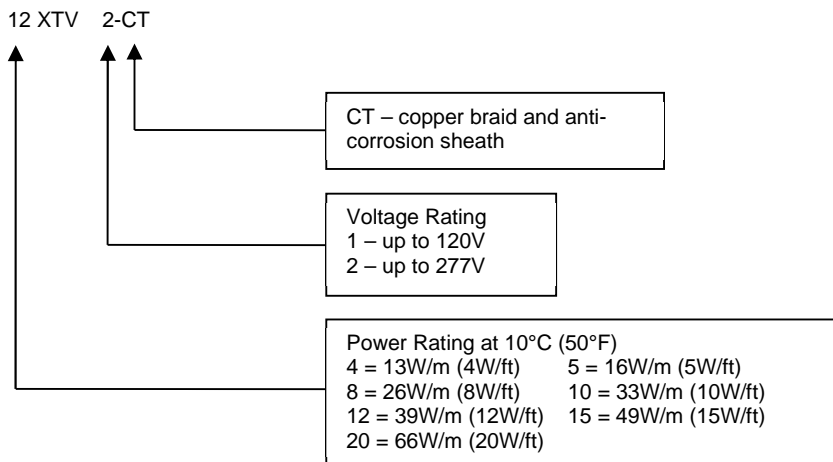 12 XTV 2-CT
CT – copper braid and anti-
corrosion sheath
Voltage Rating
1 – up to 120V
2 – up to 277V
Power Rating at 10°C (50°F)
4 = 13W/m (4W/ft) 5 = 16W/m (5W/ft)
8 = 26W/m (8W/ft) 10 = 33W/m (10W/ft)
12 = 39W/m (12W/ft) 15 = 49W/m (15W/ft)
20 = 66W/m (20W/ft)